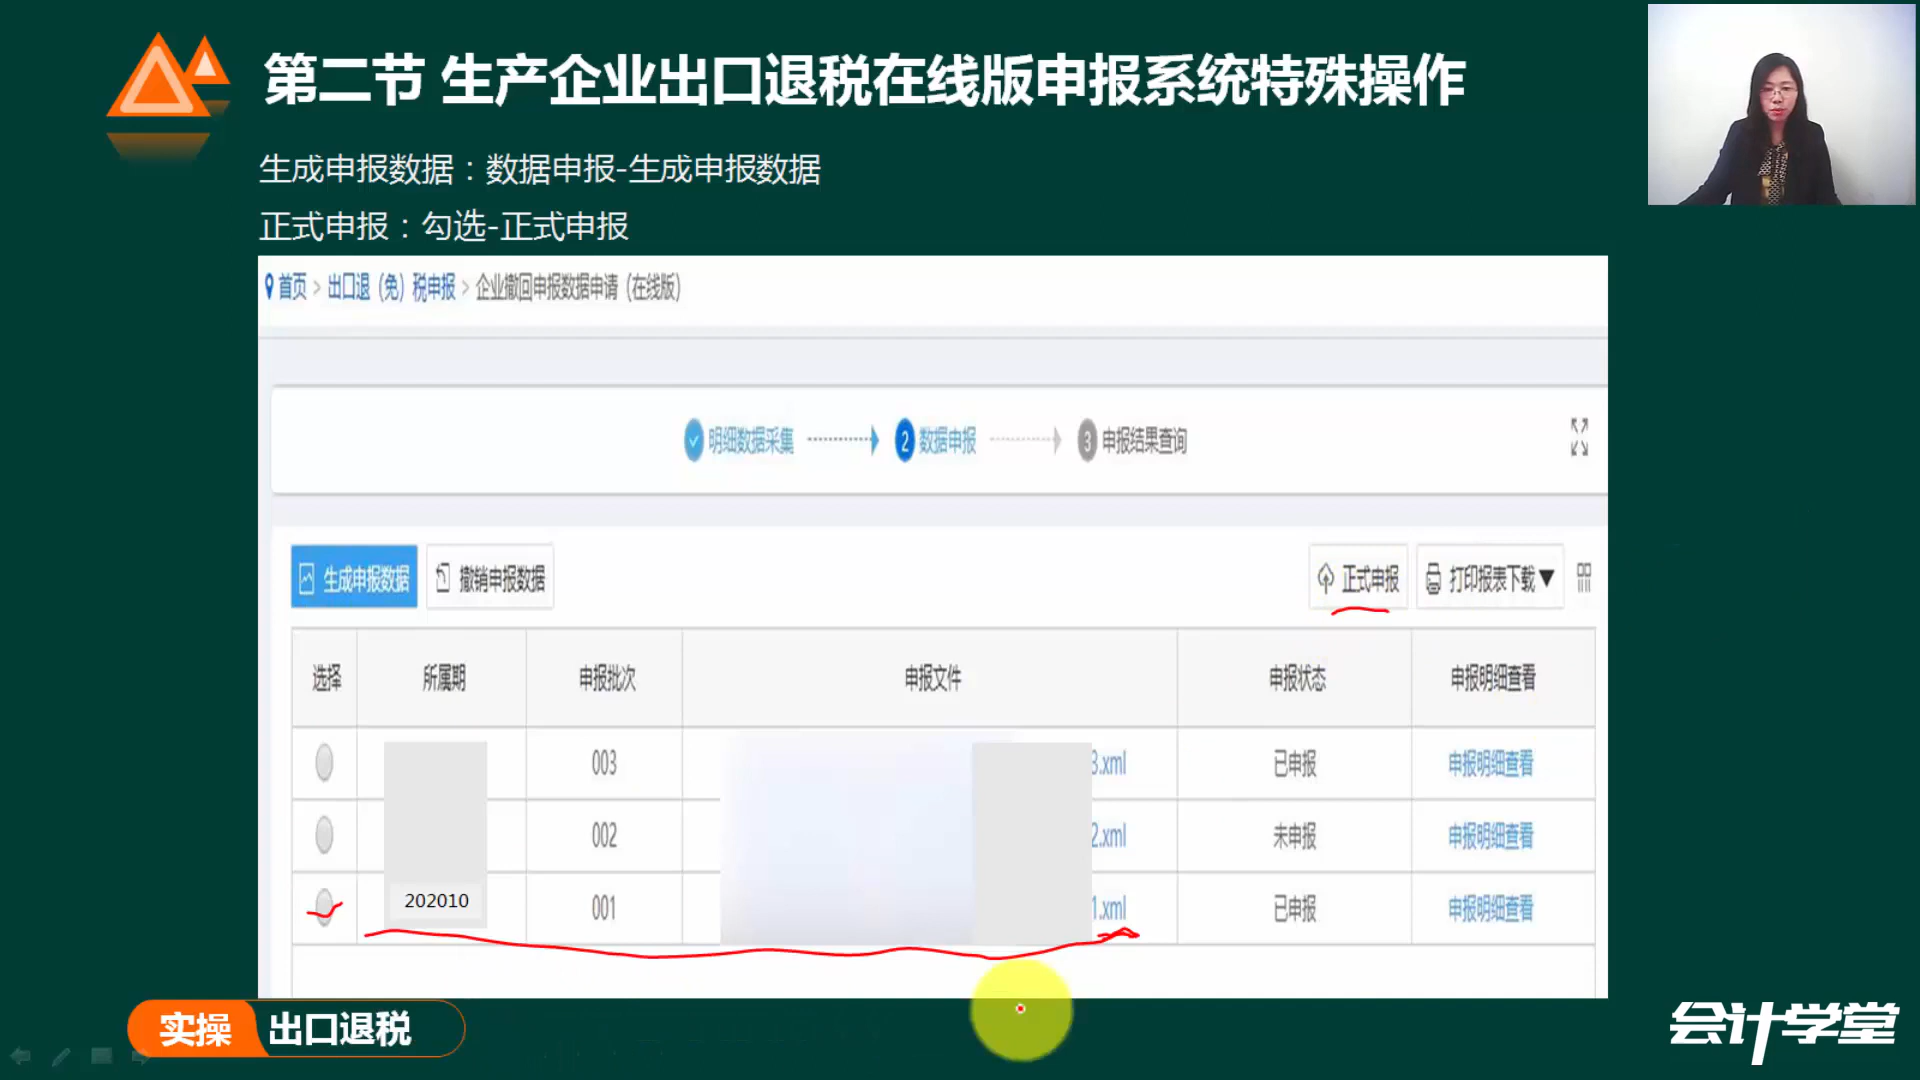 第二节 生产企业出口退税在线版申报系统特殊操作
生成申报数据：数据申报-生成申报数据
正式申报：勾选-正式申报
首页 > 出口退（免）税申报 > 企业撤回申报数据申请（在线版）
明细数据采集 2 数据申报 3 申报结果查询
生成申报数据 撤销申报数据 正式申报 打印报表下载▼
选择 所属期 申报批次 申报文件 申报状态 申报明细查看
003 3.xml 已申报 申报明细查看
002 2.xml 未申报 申报明细查看
202010 001 1.xml 已申报 申报明细查看
实操 出口退税
会计学堂